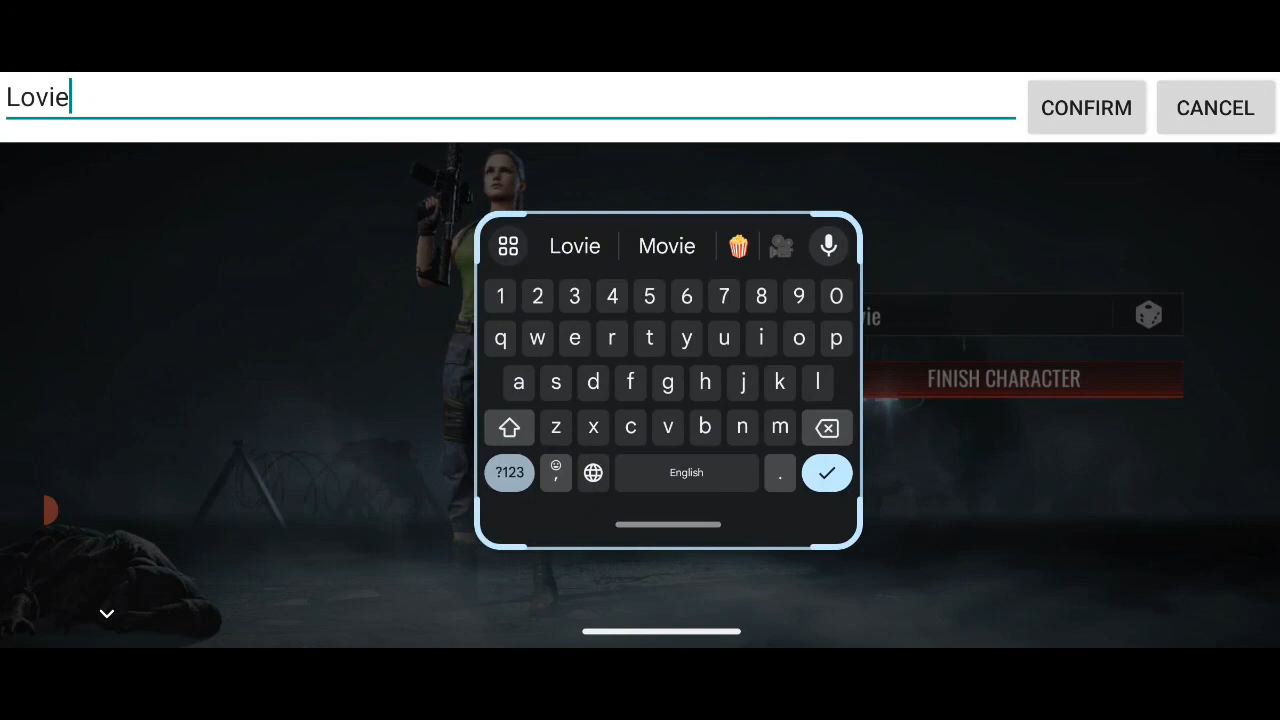 Lovie
CONFIRM
CANCEL
Lovie Movie
1 2 3 4 5 6 7 8 9 0
q w e r t y u i o p
a s d f g h j k l
z x c v b n m
?123 , English .
vie
FINISH CHARACTER